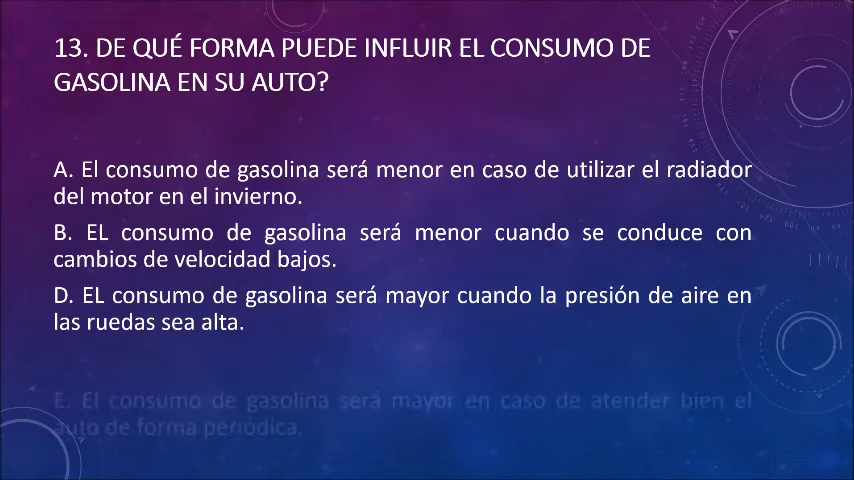 13. DE QUÉ FORMA PUEDE INFLUIR EL CONSUMO DE
GASOLINA EN SU AUTO?
A. El consumo de gasolina será menor en caso de utilizar el radiador
del motor en el invierno.
B. EL consumo de gasolina será menor cuando se conduce con
cambios de velocidad bajos.
D. EL consumo de gasolina será mayor cuando la presión de aire en
las ruedas sea alta.
E. El consumo de gasolina será mayor en caso de atender bien el
auto de forma periódica.